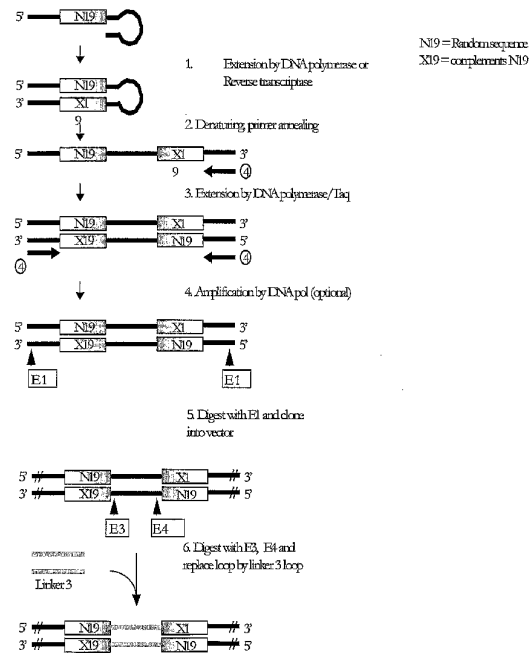 5' N19
N19 = Random sequence
X19 = complements N19
1. Extension by DNA polymerase or
Reverse transcriptase
5' N19
3' X1
9
2. Denaturing, primer annealing
5' N19 X1 3'
9 4
3. Extension by DNA polymerase/Taq
5' N19 X1 3'
3' X19 N19 5'
4 4
4. Amplification by DNA pol (optional)
5' N19 X1 3'
3' X19 N19 5'
E1 E1
5. Digest with E1 and clone
into vector
5' N19 X1 3'
3' X19 N19 5'
E3 E4
6. Digest with E3, E4 and
replace loop by linker 3 loop
Linker 3
5' N19 X1 3'
3' X19 N19 5'